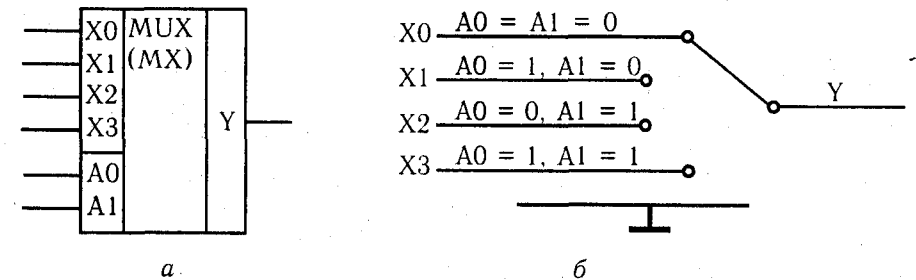 X0 MUX
X1 (MX)
X2
X3 Y
A0
A1
а
X0 A0 = A1 = 0
X1 A0 = 1, A1 = 0
X2 A0 = 0, A1 = 1
X3 A0 = 1, A1 = 1
Y
б